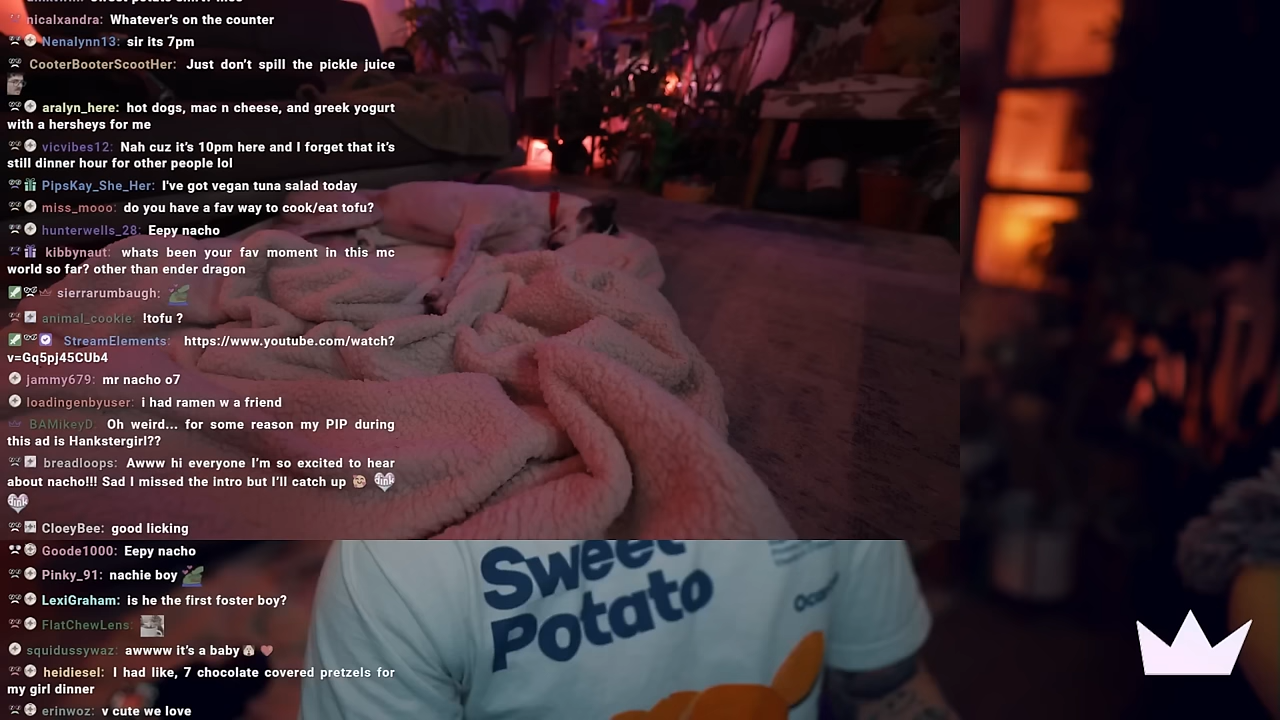 nicalxandra: Whatever's on the counter
Nenalynn13: sir its 7pm
CooterBooterScootHer: Just don't spill the pickle juice
aralyn_here: hot dogs, mac n cheese, and greek yogurt
with a hersheys for me
vicvibes12: Nah cuz it's 10pm here and I forget that it's
still dinner hour for other people lol
PipsKay_She_Her: I've got vegan tuna salad today
miss_mooo: do you have a fav way to cook/eat tofu?
hunterwells_28: Eepy nacho
kibbynaut: whats been your fav moment in this mc
world so far? other than ender dragon
sierrarumbaugh:
animal_cookie: !tofu ?
StreamElements: https://www.youtube.com/watch?
v=Gq5pj45CUb4
jammy679: mr nacho o7
loadingenbyuser: i had ramen w a friend
BAMikeyD: Oh weird... for some reason my PIP during
this ad is Hankstergirl??
breadloops: Awww hi everyone I'm so excited to hear
about nacho!!! Sad I missed the intro but I'll catch up
CloeyBee: good licking
Goode1000: Eepy nacho
Pinky_91: nachie boy
LexiGraham: is he the first foster boy?
FlatChewLens:
squidussywaz: awwww it's a baby
heidiesel: I had like, 7 chocolate covered pretzels for
my girl dinner
erinwoz: v cute we love
Sweet
Potato